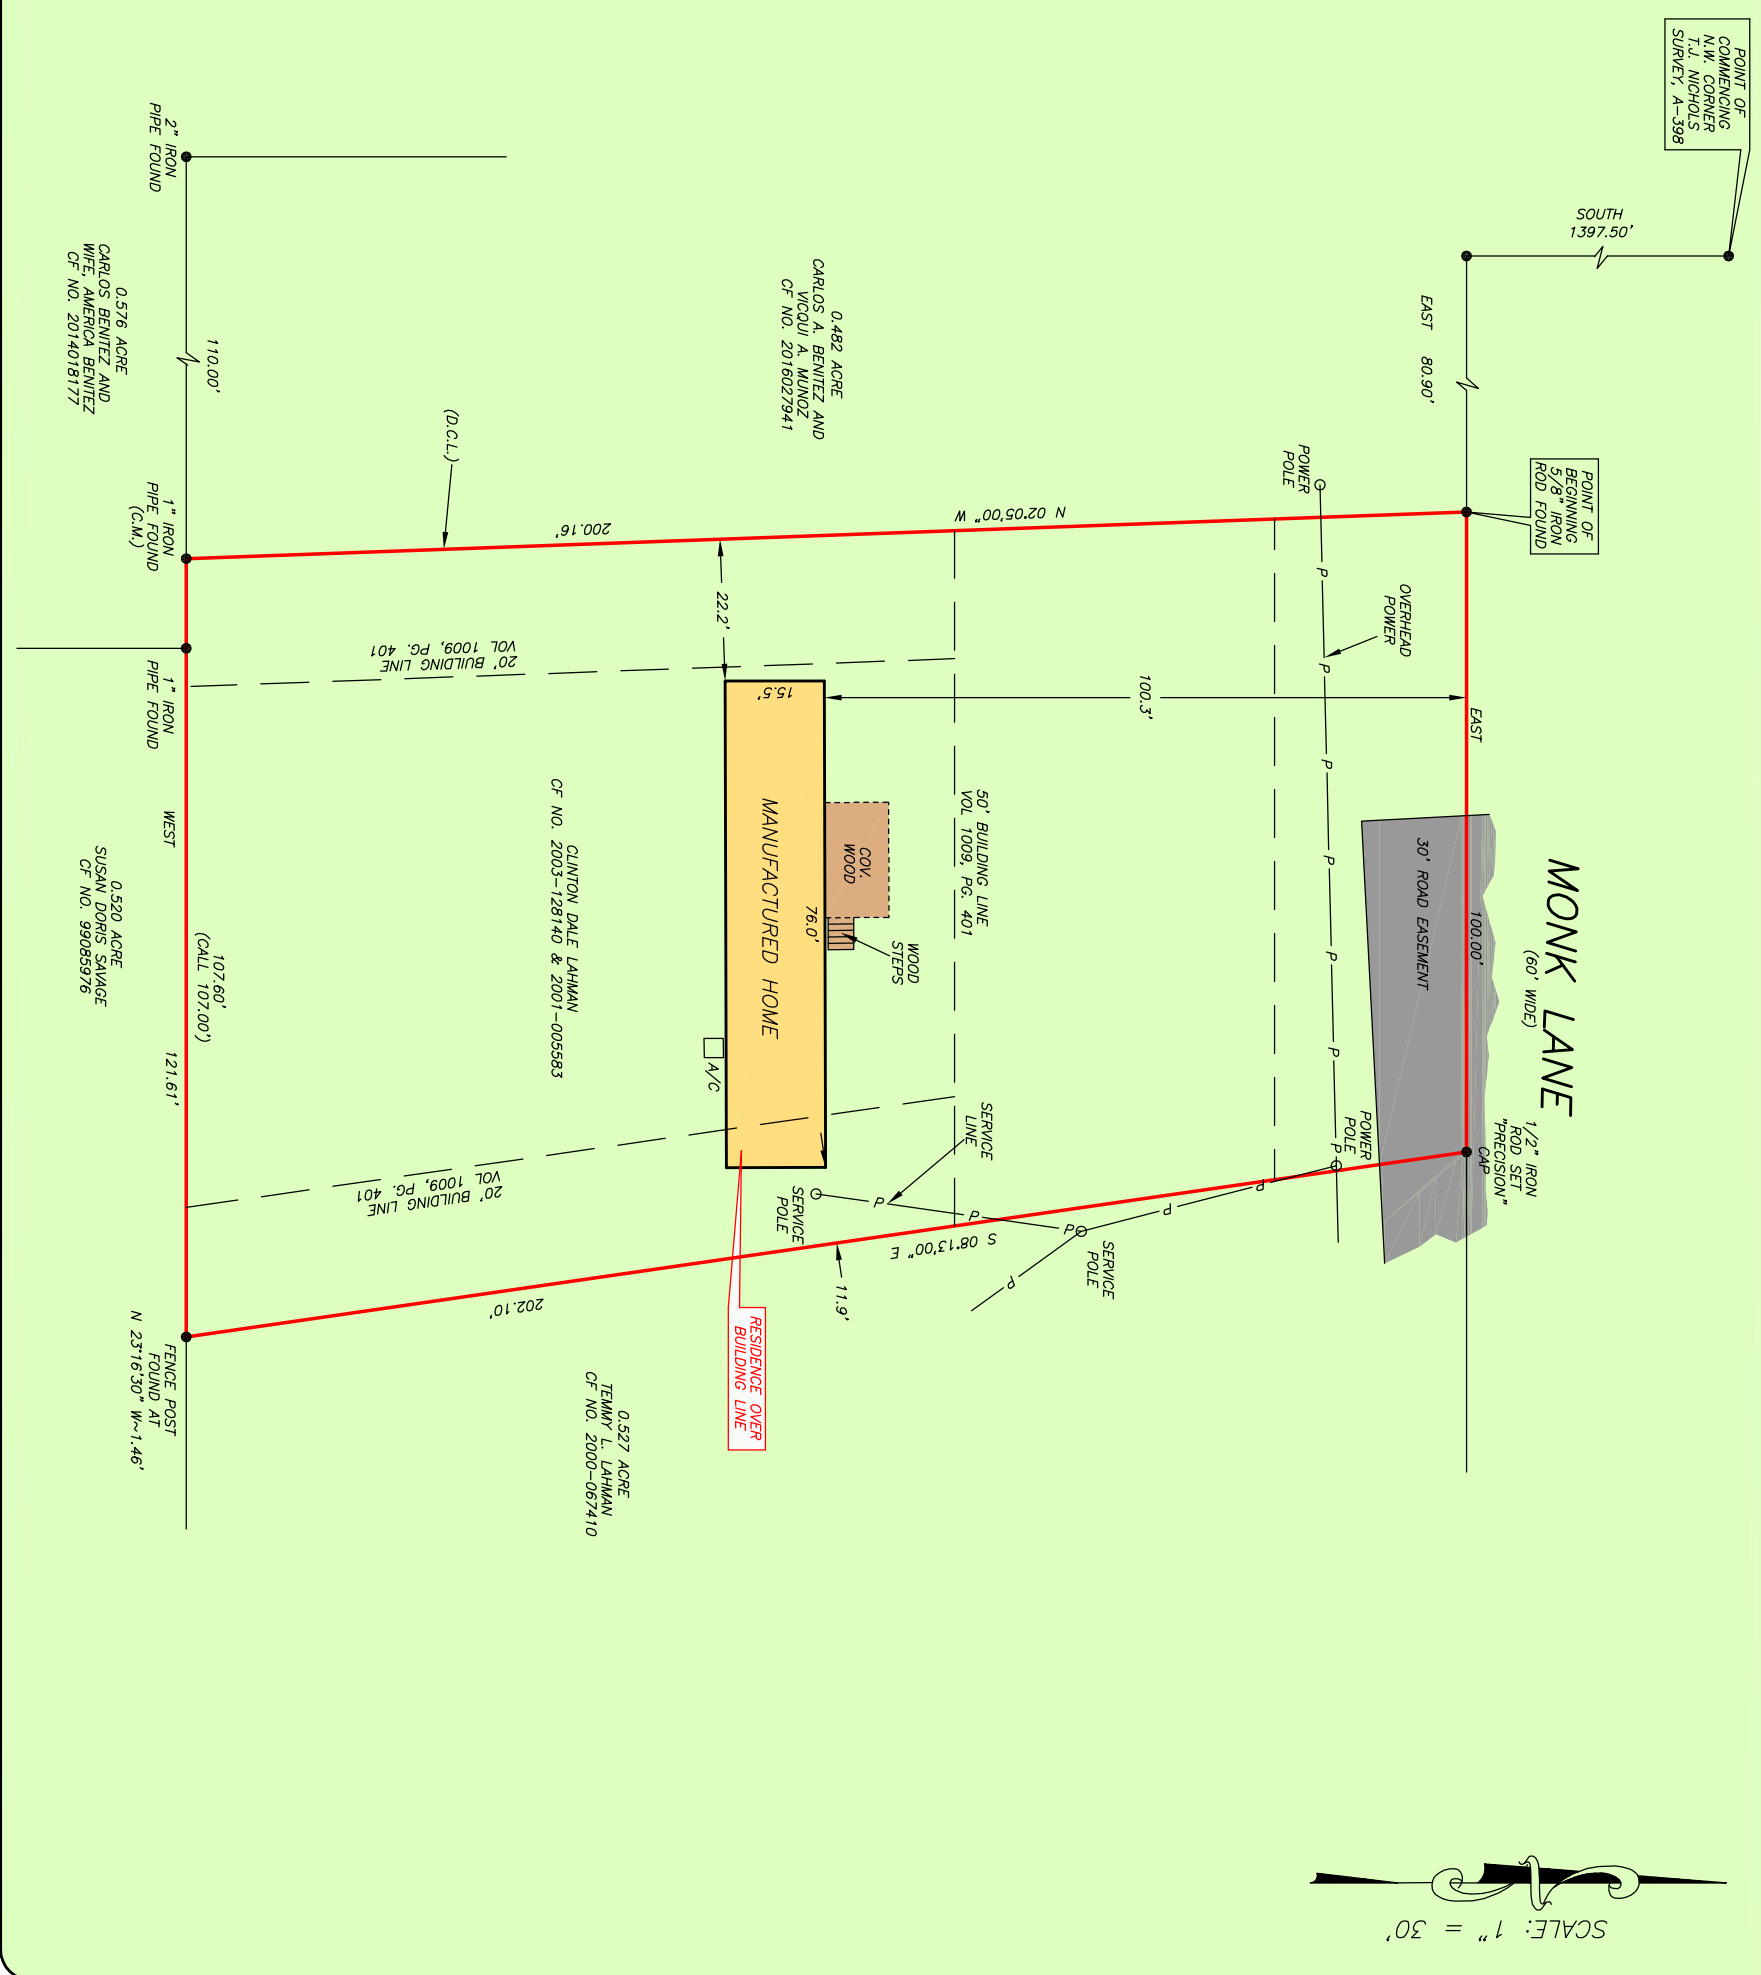 POINT OF
COMMENCING
N.W. CORNER
T.J. NICHOLS
SURVEY, A-398
SOUTH
1397.50'
EAST 80.90'
POINT OF
BEGINNING
5/8" IRON
ROD FOUND
MONK LANE
(60' WIDE)
1/2" IRON
ROD SET
"PRECISION"
CAP
EAST
100.00'
30' ROAD EASEMENT
POWER
POLE
OVERHEAD
POWER
P
P
P
P
P
P
P
POWER
POLE
P
P
P
P
P
P
SERVICE
POLE
SERVICE
LINE
SERVICE
POLE
N 02°05'00" W
200.16'
(D.C.L.)
0.482 ACRE
CARLOS A. BENITEZ AND
VICQUI A. MUNOZ
CF NO. 2016027941
22.2'
100.3'
50' BUILDING LINE
VOL 1009, PG. 401
COV.
WOOD
WOOD
STEPS
76.0'
15.5'
MANUFACTURED HOME
A/C
RESIDENCE OVER
BUILDING LINE
S 08°13'00" E
202.10'
11.9'
20' BUILDING LINE
VOL 1009, PG. 401
20' BUILDING LINE
VOL 1009, PG. 401
CLINTON DALE LAHMAN
CF NO. 2003-128140 & 2001-005583
0.527 ACRE
TEMMY L. LAHMAN
CF NO. 2000-067410
2" IRON
PIPE FOUND
110.00'
1" IRON
PIPE FOUND
(C.M.)
1" IRON
PIPE FOUND
WEST
121.61'
107.60'
(CALL 107.00')
FENCE POST
FOUND AT
N 23°16'30" W~1.46'
0.576 ACRE
CARLOS BENITEZ AND
WIFE, AMERICA BENITEZ
CF NO. 2014018177
0.520 ACRE
SUSAN DORIS SAVAGE
CF NO. 99085976
SCALE: 1" = 30'